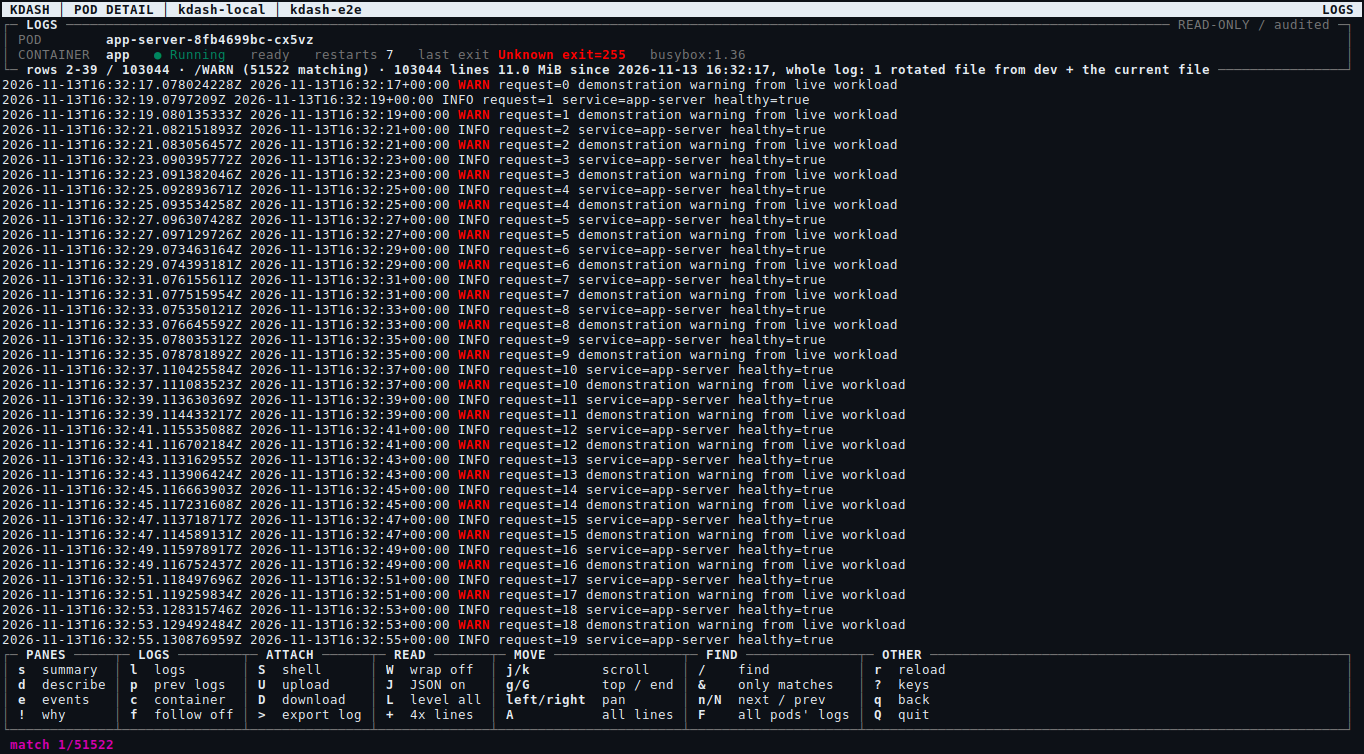 KDASH │ POD DETAIL │ kdash-local │ kdash-e2e LOGS
LOGS READ-ONLY / audited
POD app-server-8fb4699bc-cx5vz
CONTAINER app ● Running ready restarts 7 last exit Unknown exit=255 busybox:1.36
rows 2-39 / 103044 · /WARN (51522 matching) · 103044 lines 11.0 MiB since 2026-11-13 16:32:17, whole log: 1 rotated file from dev + the current file
2026-11-13T16:32:17.078024228Z 2026-11-13T16:32:17+00:00 WARN request=0 demonstration warning from live workload
2026-11-13T16:32:19.0797209Z 2026-11-13T16:32:19+00:00 INFO request=1 service=app-server healthy=true
2026-11-13T16:32:19.080135333Z 2026-11-13T16:32:19+00:00 WARN request=1 demonstration warning from live workload
2026-11-13T16:32:21.082151893Z 2026-11-13T16:32:21+00:00 INFO request=2 service=app-server healthy=true
2026-11-13T16:32:21.083056457Z 2026-11-13T16:32:21+00:00 WARN request=2 demonstration warning from live workload
2026-11-13T16:32:23.090395772Z 2026-11-13T16:32:23+00:00 INFO request=3 service=app-server healthy=true
2026-11-13T16:32:23.091382046Z 2026-11-13T16:32:23+00:00 WARN request=3 demonstration warning from live workload
2026-11-13T16:32:25.092893671Z 2026-11-13T16:32:25+00:00 INFO request=4 service=app-server healthy=true
2026-11-13T16:32:25.093534258Z 2026-11-13T16:32:25+00:00 WARN request=4 demonstration warning from live workload
2026-11-13T16:32:27.096307428Z 2026-11-13T16:32:27+00:00 INFO request=5 service=app-server healthy=true
2026-11-13T16:32:27.097129726Z 2026-11-13T16:32:27+00:00 WARN request=5 demonstration warning from live workload
2026-11-13T16:32:29.073463164Z 2026-11-13T16:32:29+00:00 INFO request=6 service=app-server healthy=true
2026-11-13T16:32:29.074393181Z 2026-11-13T16:32:29+00:00 WARN request=6 demonstration warning from live workload
2026-11-13T16:32:31.076155611Z 2026-11-13T16:32:31+00:00 INFO request=7 service=app-server healthy=true
2026-11-13T16:32:31.077515954Z 2026-11-13T16:32:31+00:00 WARN request=7 demonstration warning from live workload
2026-11-13T16:32:33.075350121Z 2026-11-13T16:32:33+00:00 INFO request=8 service=app-server healthy=true
2026-11-13T16:32:33.076645592Z 2026-11-13T16:32:33+00:00 WARN request=8 demonstration warning from live workload
2026-11-13T16:32:35.078035312Z 2026-11-13T16:32:35+00:00 INFO request=9 service=app-server healthy=true
2026-11-13T16:32:35.078781892Z 2026-11-13T16:32:35+00:00 WARN request=9 demonstration warning from live workload
2026-11-13T16:32:37.110425584Z 2026-11-13T16:32:37+00:00 INFO request=10 service=app-server healthy=true
2026-11-13T16:32:37.111083523Z 2026-11-13T16:32:37+00:00 WARN request=10 demonstration warning from live workload
2026-11-13T16:32:39.113630369Z 2026-11-13T16:32:39+00:00 INFO request=11 service=app-server healthy=true
2026-11-13T16:32:39.114433217Z 2026-11-13T16:32:39+00:00 WARN request=11 demonstration warning from live workload
2026-11-13T16:32:41.115535088Z 2026-11-13T16:32:41+00:00 INFO request=12 service=app-server healthy=true
2026-11-13T16:32:41.116702184Z 2026-11-13T16:32:41+00:00 WARN request=12 demonstration warning from live workload
2026-11-13T16:32:43.113162955Z 2026-11-13T16:32:43+00:00 INFO request=13 service=app-server healthy=true
2026-11-13T16:32:43.113906424Z 2026-11-13T16:32:43+00:00 WARN request=13 demonstration warning from live workload
2026-11-13T16:32:45.116663903Z 2026-11-13T16:32:45+00:00 INFO request=14 service=app-server healthy=true
2026-11-13T16:32:45.117231608Z 2026-11-13T16:32:45+00:00 WARN request=14 demonstration warning from live workload
2026-11-13T16:32:47.113718717Z 2026-11-13T16:32:47+00:00 INFO request=15 service=app-server healthy=true
2026-11-13T16:32:47.114589131Z 2026-11-13T16:32:47+00:00 WARN request=15 demonstration warning from live workload
2026-11-13T16:32:49.115978917Z 2026-11-13T16:32:49+00:00 INFO request=16 service=app-server healthy=true
2026-11-13T16:32:49.116752437Z 2026-11-13T16:32:49+00:00 WARN request=16 demonstration warning from live workload
2026-11-13T16:32:51.118497696Z 2026-11-13T16:32:51+00:00 INFO request=17 service=app-server healthy=true
2026-11-13T16:32:51.119259834Z 2026-11-13T16:32:51+00:00 WARN request=17 demonstration warning from live workload
2026-11-13T16:32:53.128315746Z 2026-11-13T16:32:53+00:00 INFO request=18 service=app-server healthy=true
2026-11-13T16:32:53.129492484Z 2026-11-13T16:32:53+00:00 WARN request=18 demonstration warning from live workload
2026-11-13T16:32:55.130876959Z 2026-11-13T16:32:55+00:00 INFO request=19 service=app-server healthy=true
PANES LOGS ATTACH READ MOVE FIND OTHER
s summary l logs S shell W wrap off j/k scroll / find r reload
d describe p prev logs U upload J JSON on g/G top / end & only matches ? keys
e events c container D download L level all left/right pan n/N next / prev q back
! why f follow off > export log + 4x lines A all lines F all pods' logs Q quit
match 1/51522